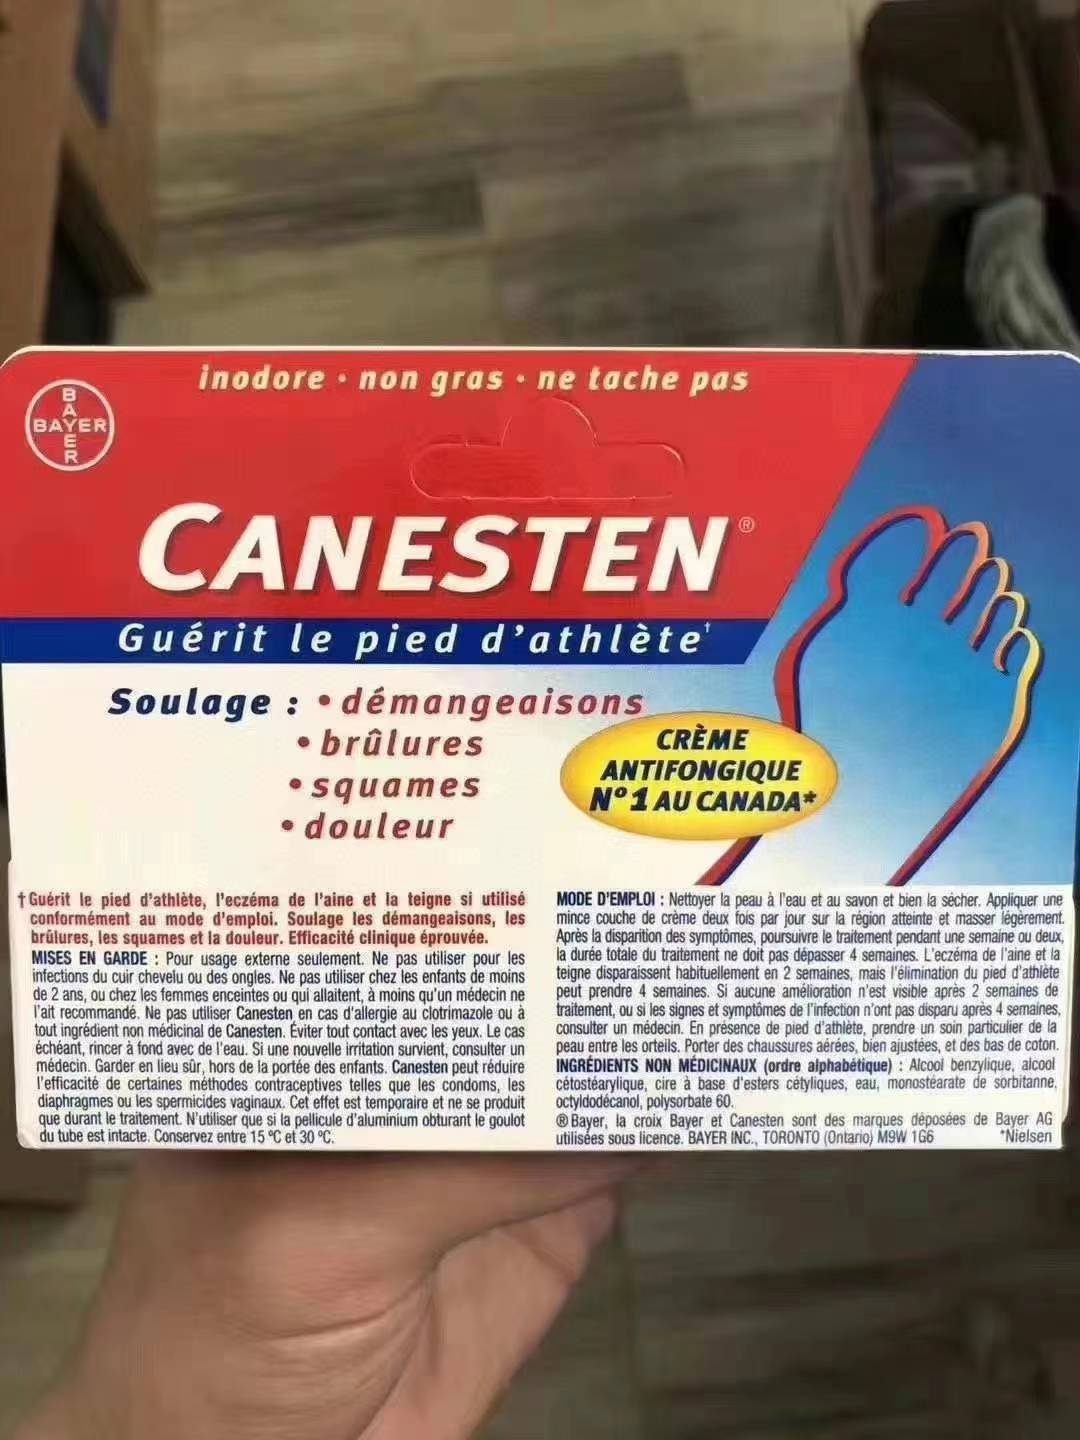 inodore · non gras · ne tache pas
BAYER
BAYER
CANESTEN®
Guérit le pied d'athlète†
Soulage : • démangeaisons
• brûlures
• squames
• douleur
CRÈME
ANTIFONGIQUE
N° 1 AU CANADA*
† Guérit le pied d'athlète, l'eczéma de l'aine et la teigne si utilisé
conformément au mode d'emploi. Soulage les démangeaisons, les
brûlures, les squames et la douleur. Efficacité clinique éprouvée.
MISES EN GARDE : Pour usage externe seulement. Ne pas utiliser pour les
infections du cuir chevelu ou des ongles. Ne pas utiliser chez les enfants de moins
de 2 ans, ou chez les femmes enceintes ou qui allaitent, à moins qu'un médecin ne
l'ait recommandé. Ne pas utiliser Canesten en cas d'allergie au clotrimazole ou à
tout ingrédient non médicinal de Canesten. Éviter tout contact avec les yeux. Le cas
échéant, rincer à fond avec de l'eau. Si une nouvelle irritation survient, consulter un
médecin. Garder en lieu sûr, hors de la portée des enfants. Canesten peut réduire
l'efficacité de certaines méthodes contraceptives telles que les condoms, les
diaphragmes ou les spermicides vaginaux. Cet effet est temporaire et ne se produit
que durant le traitement. N'utiliser que si la pellicule d'aluminium obturant le goulot
du tube est intacte. Conservez entre 15 °C et 30 °C.
MODE D'EMPLOI : Nettoyer la peau à l'eau et au savon et bien la sécher. Appliquer une
mince couche de crème deux fois par jour sur la région atteinte et masser légèrement.
Après la disparition des symptômes, poursuivre le traitement pendant une semaine ou deux,
la durée totale du traitement ne doit pas dépasser 4 semaines. L'eczéma de l'aine et la
teigne disparaissent habituellement en 2 semaines, mais l'élimination du pied d'athlète
peut prendre 4 semaines. Si aucune amélioration n'est visible après 2 semaines de
traitement, ou si les signes et symptômes de l'infection n'ont pas disparu après 4 semaines,
consulter un médecin. En présence de pied d'athlète, prendre un soin particulier de la
peau entre les orteils. Porter des chaussures aérées, bien ajustées, et des bas de coton.
INGRÉDIENTS NON MÉDICINAUX (ordre alphabétique) : Alcool benzylique, alcool
cétostéarylique, cire à base d'esters cétyliques, eau, monostéarate de sorbitanne,
octyldodécanol, polysorbate 60.
® Bayer, la croix Bayer et Canesten sont des marques déposées de Bayer AG
utilisées sous licence. BAYER INC., TORONTO (Ontario) M9W 1G6 *Nielsen